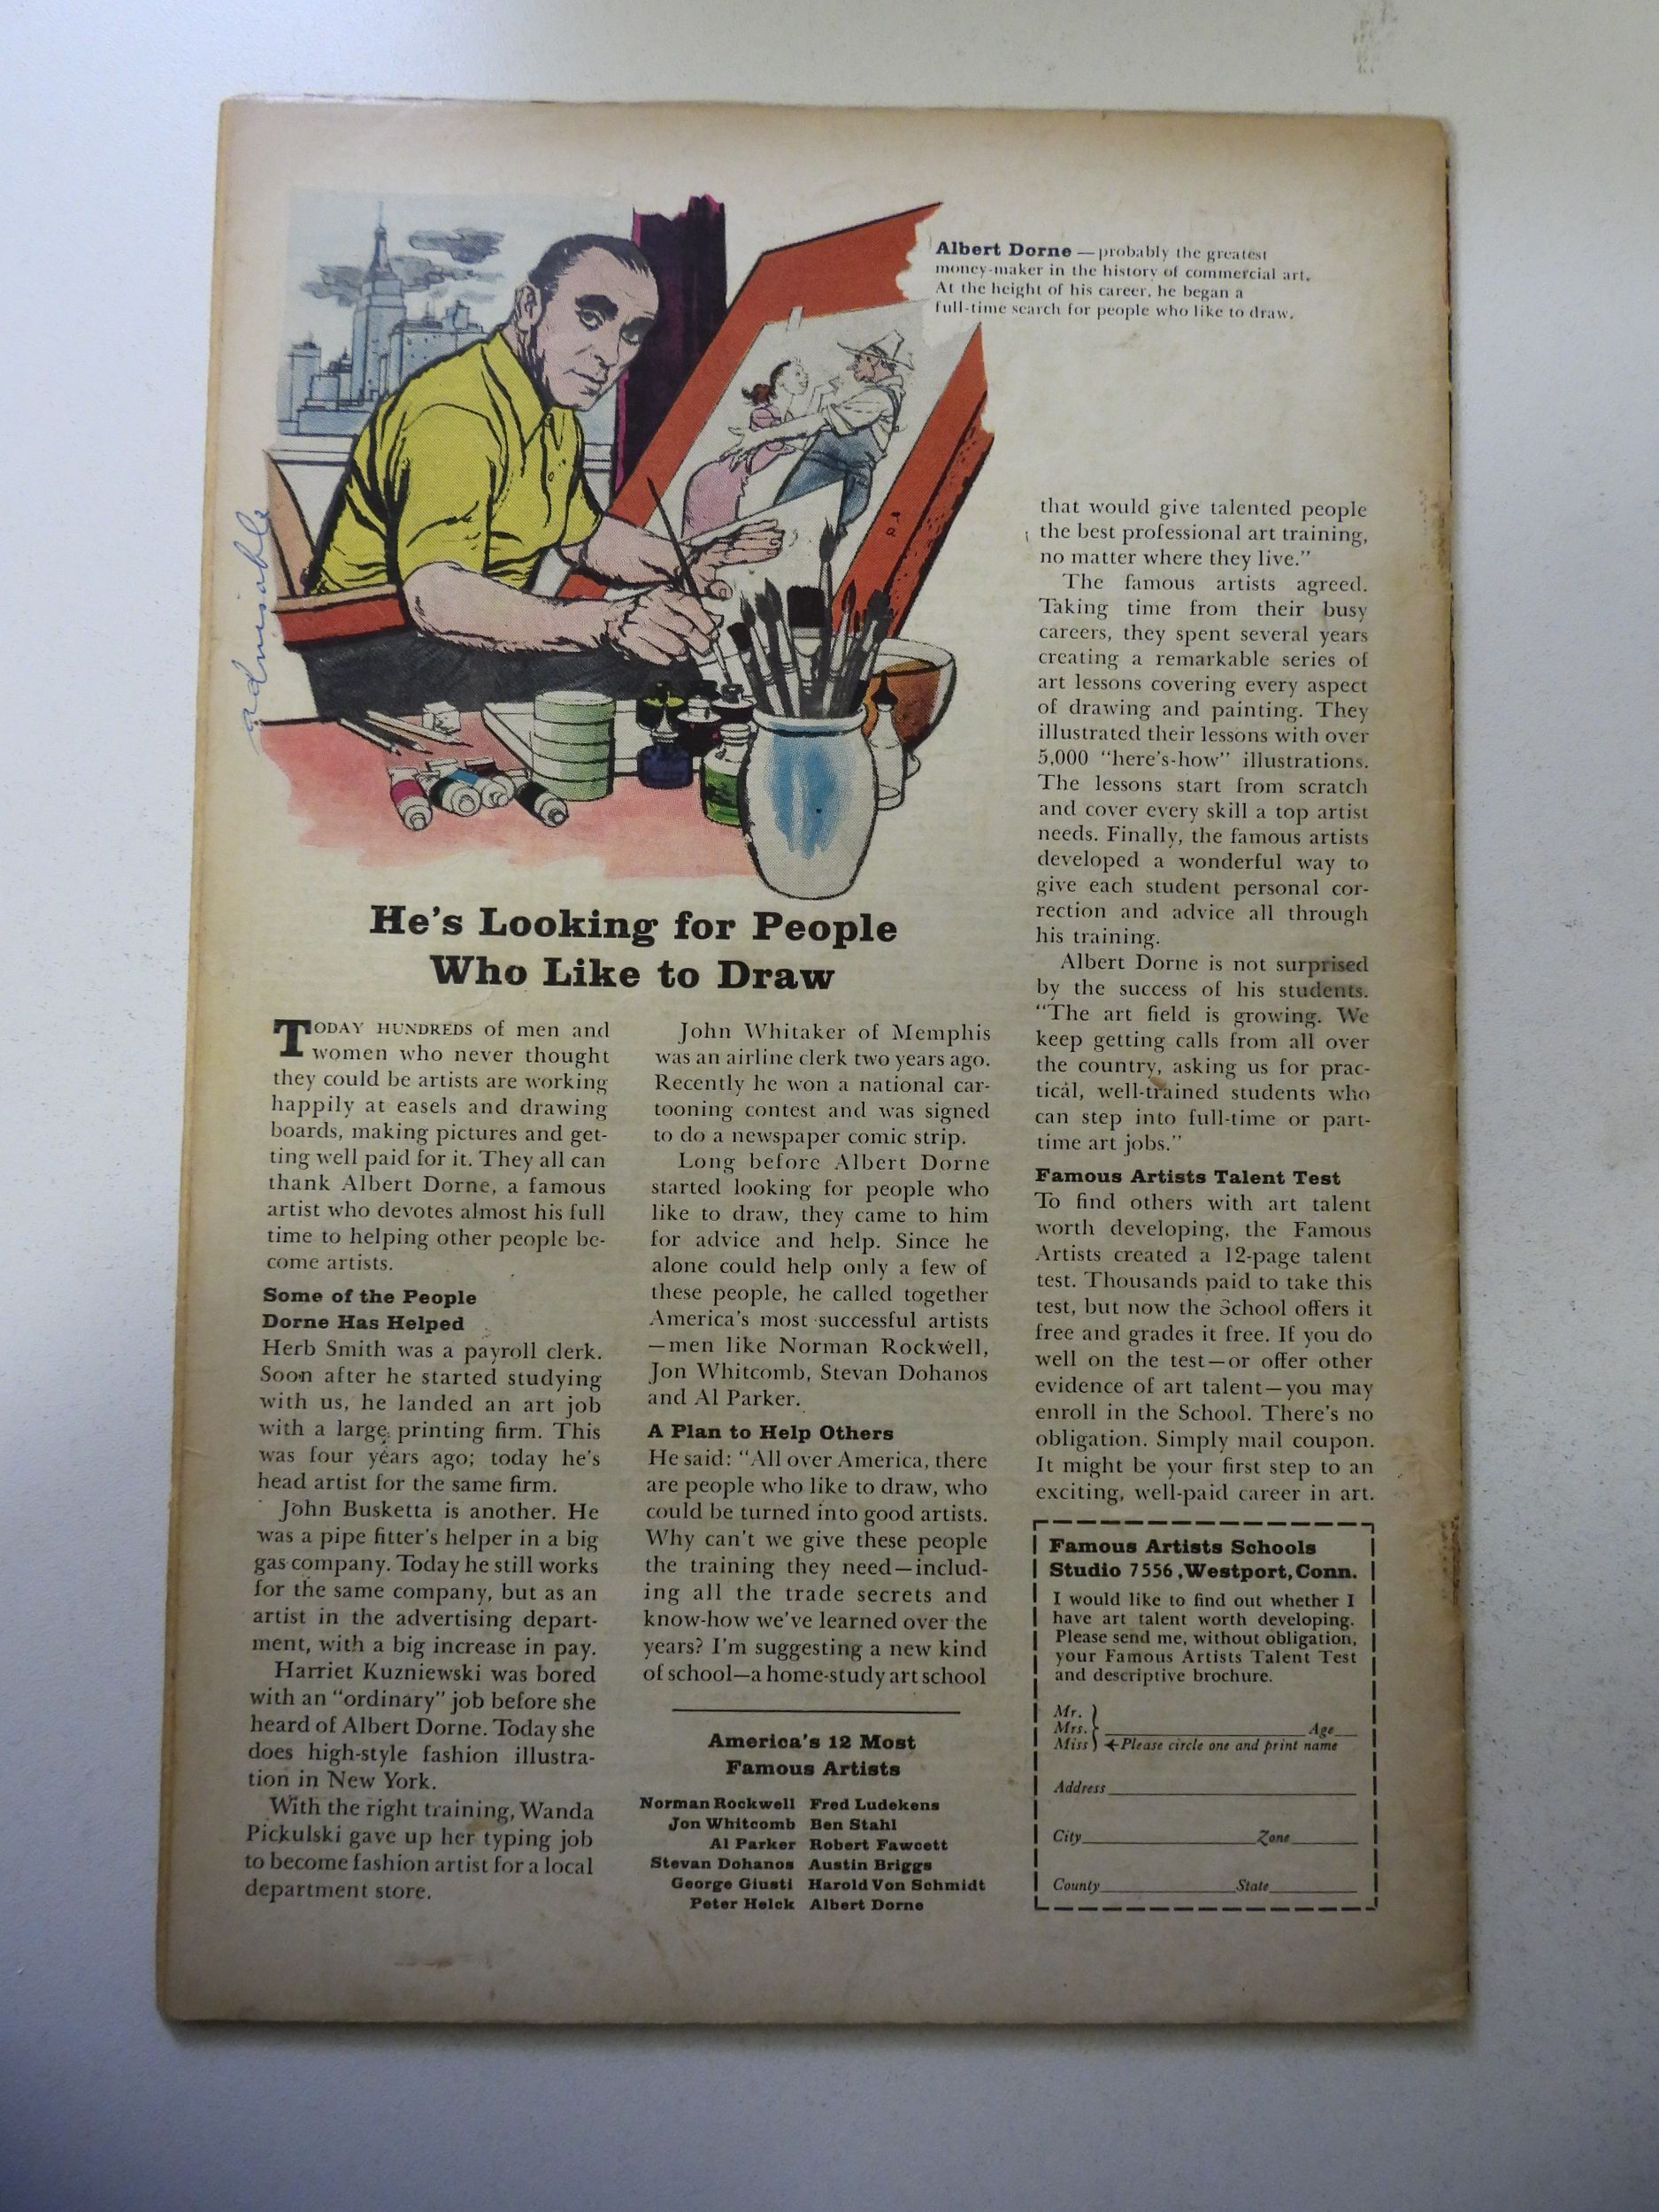 Albert Dorne — probably the greatest
money-maker in the history of commercial art.
At the height of his career, he began a
full-time search for people who like to draw.
admissable
He's Looking for People
Who Like to Draw
TODAY HUNDREDS of men and
women who never thought
they could be artists are working
happily at easels and drawing
boards, making pictures and get-
ting well paid for it. They all can
thank Albert Dorne, a famous
artist who devotes almost his full
time to helping other people be-
come artists.
Some of the People
Dorne Has Helped
Herb Smith was a payroll clerk.
Soon after he started studying
with us, he landed an art job
with a large printing firm. This
was four years ago; today he's
head artist for the same firm.
John Busketta is another. He
was a pipe fitter's helper in a big
gas company. Today he still works
for the same company, but as an
artist in the advertising depart-
ment, with a big increase in pay.
Harriet Kuzniewski was bored
with an "ordinary" job before she
heard of Albert Dorne. Today she
does high-style fashion illustra-
tion in New York.
With the right training, Wanda
Pickulski gave up her typing job
to become fashion artist for a local
department store.
John Whitaker of Memphis
was an airline clerk two years ago.
Recently he won a national car-
tooning contest and was signed
to do a newspaper comic strip.
Long before Albert Dorne
started looking for people who
like to draw, they came to him
for advice and help. Since he
alone could help only a few of
these people, he called together
America's most successful artists
—men like Norman Rockwell,
Jon Whitcomb, Stevan Dohanos
and Al Parker.
A Plan to Help Others
He said: "All over America, there
are people who like to draw, who
could be turned into good artists.
Why can't we give these people
the training they need—includ-
ing all the trade secrets and
know-how we've learned over the
years? I'm suggesting a new kind
of school—a home-study art school
America's 12 Most
Famous Artists
Norman Rockwell Fred Ludekens
Jon Whitcomb Ben Stahl
Al Parker Robert Fawcett
Stevan Dohanos Austin Briggs
George Giusti Harold Von Schmidt
Peter Helck Albert Dorne
that would give talented people
the best professional art training,
no matter where they live."
The famous artists agreed.
Taking time from their busy
careers, they spent several years
creating a remarkable series of
art lessons covering every aspect
of drawing and painting. They
illustrated their lessons with over
5,000 "here's-how" illustrations.
The lessons start from scratch
and cover every skill a top artist
needs. Finally, the famous artists
developed a wonderful way to
give each student personal cor-
rection and advice all through
his training.
Albert Dorne is not surprised
by the success of his students.
"The art field is growing. We
keep getting calls from all over
the country, asking us for prac-
tical, well-trained students who
can step into full-time or part-
time art jobs."
Famous Artists Talent Test
To find others with art talent
worth developing, the Famous
Artists created a 12-page talent
test. Thousands paid to take this
test, but now the School offers it
free and grades it free. If you do
well on the test—or offer other
evidence of art talent—you may
enroll in the School. There's no
obligation. Simply mail coupon.
It might be your first step to an
exciting, well-paid career in art.
Famous Artists Schools
Studio 7556, Westport, Conn.
I would like to find out whether I
have art talent worth developing.
Please send me, without obligation,
your Famous Artists Talent Test
and descriptive brochure.
Mr.
Mrs. Age
Miss Please circle one and print name
Address
City Zone
County State